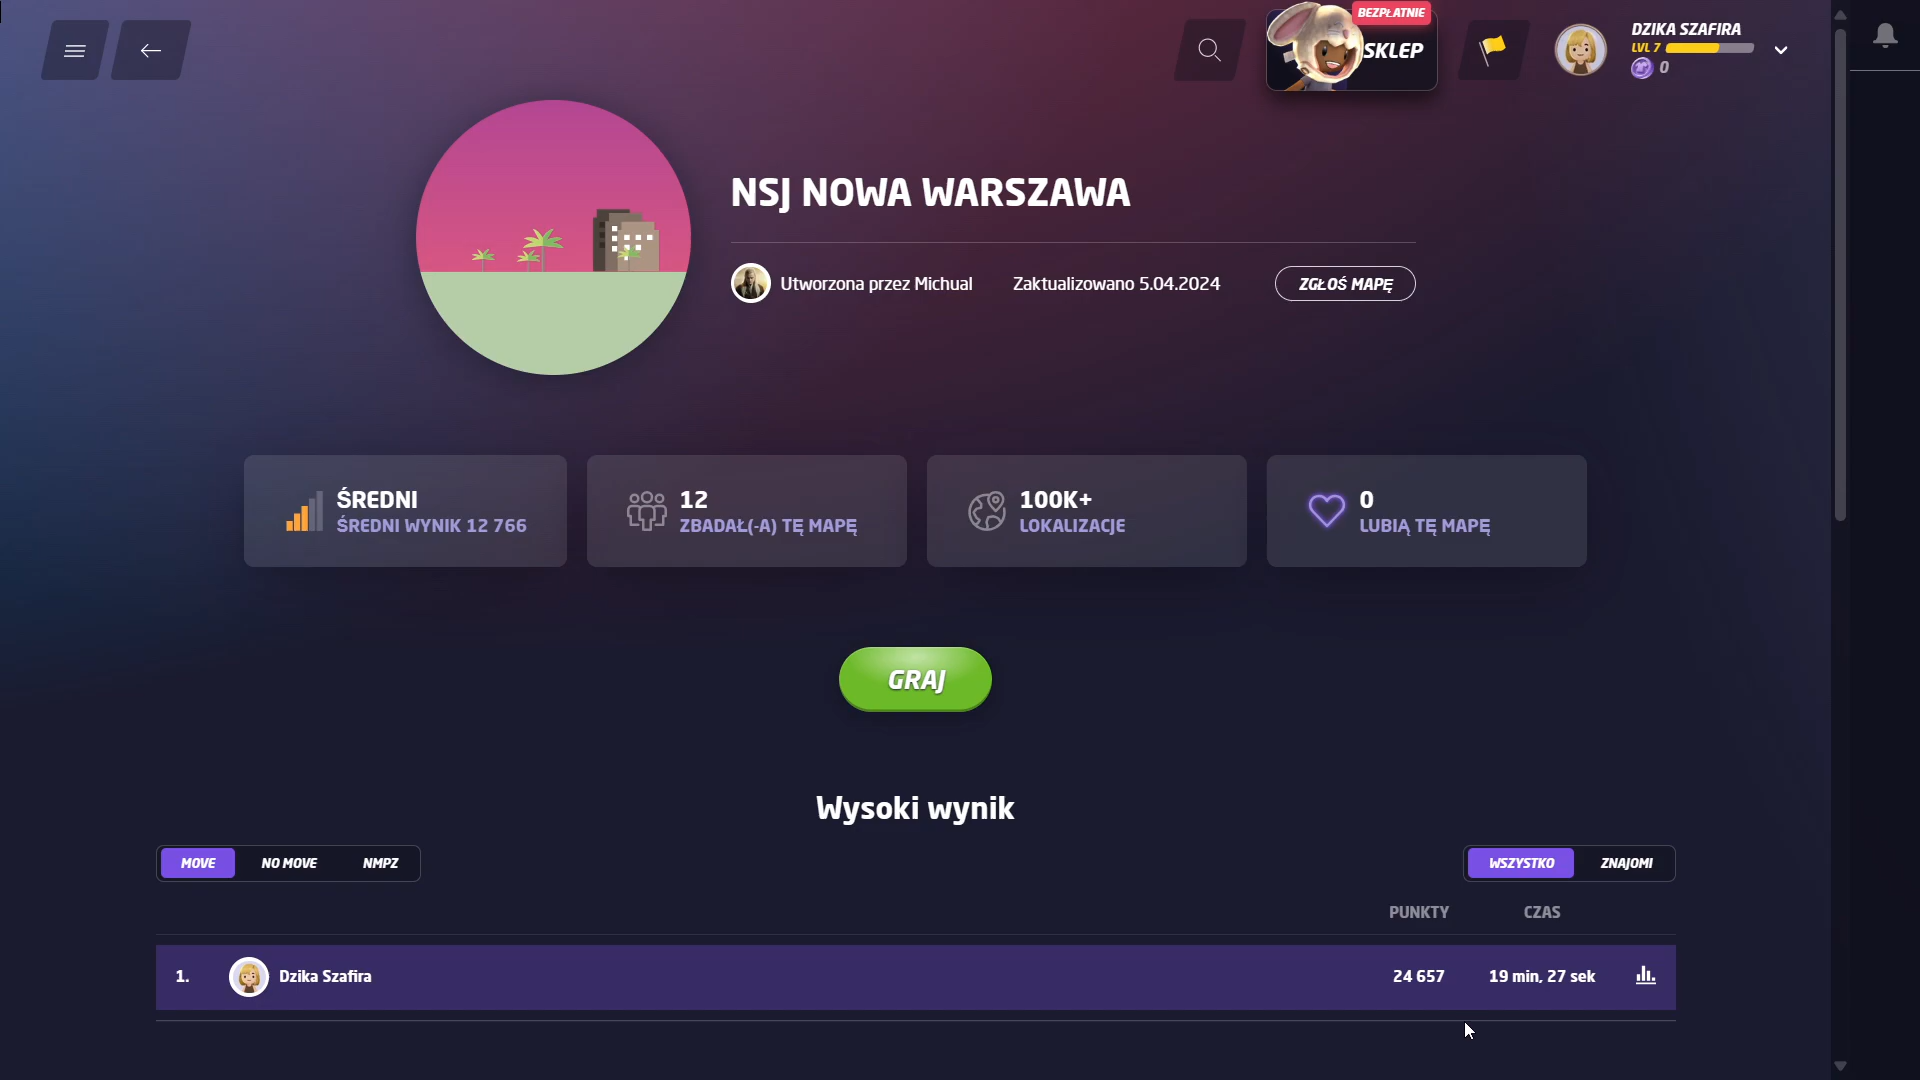 BEZPŁATNIE
SKLEP
DZIKA SZAFIRA
LVL 7
0
NSJ NOWA WARSZAWA
Utworzona przez Michual
Zaktualizowano 5.04.2024
ZGŁOŚ MAPĘ
ŚREDNI
ŚREDNI WYNIK 12 766
12
ZBADAŁ(-A) TĘ MAPĘ
100K+
LOKALIZACJE
0
LUBIĄ TĘ MAPĘ
GRAJ
Wysoki wynik
MOVE NO MOVE NMPZ
WSZYSTKO ZNAJOMI
PUNKTY CZAS
1. Dzika Szafira 24 657 19 min, 27 sek